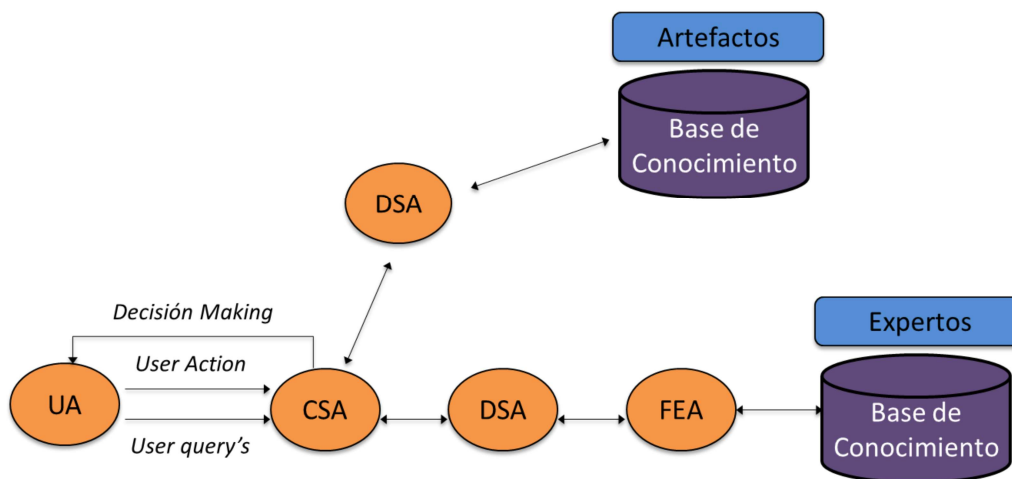 Artefactos
Base de
Conocimiento
DSA
Decisión Making
User Action
User query's
UA
CSA
DSA
FEA
Expertos
Base de
Conocimiento